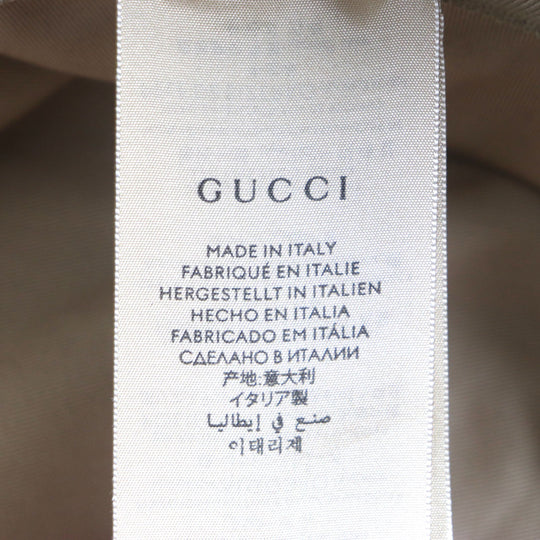 GUCCI
MADE IN ITALY
FABRIQUÉ EN ITALIE
HERGESTELLT IN ITALIEN
HECHO EN ITALIA
FABRICADO EM ITÁLIA
СДЕЛАНО В ИТАЛИИ
产地:意大利
イタリア製
صنع في إيطاليا
이태리제